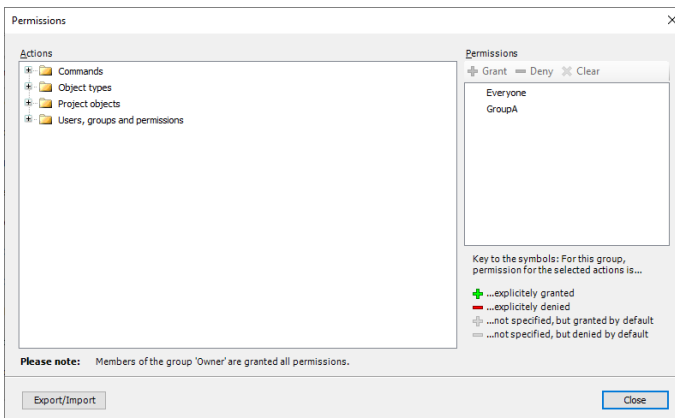 Permissions
Actions
Commands
Object types
Project objects
Users, groups and permissions
Permissions
Grant Deny Clear
Everyone
GroupA
Key to the symbols: For this group,
permission for the selected actions is...
...explicitely granted
...explicitely denied
...not specified, but granted by default
...not specified, but denied by default
Please note: Members of the group 'Owner' are granted all permissions.
Export/Import
Close